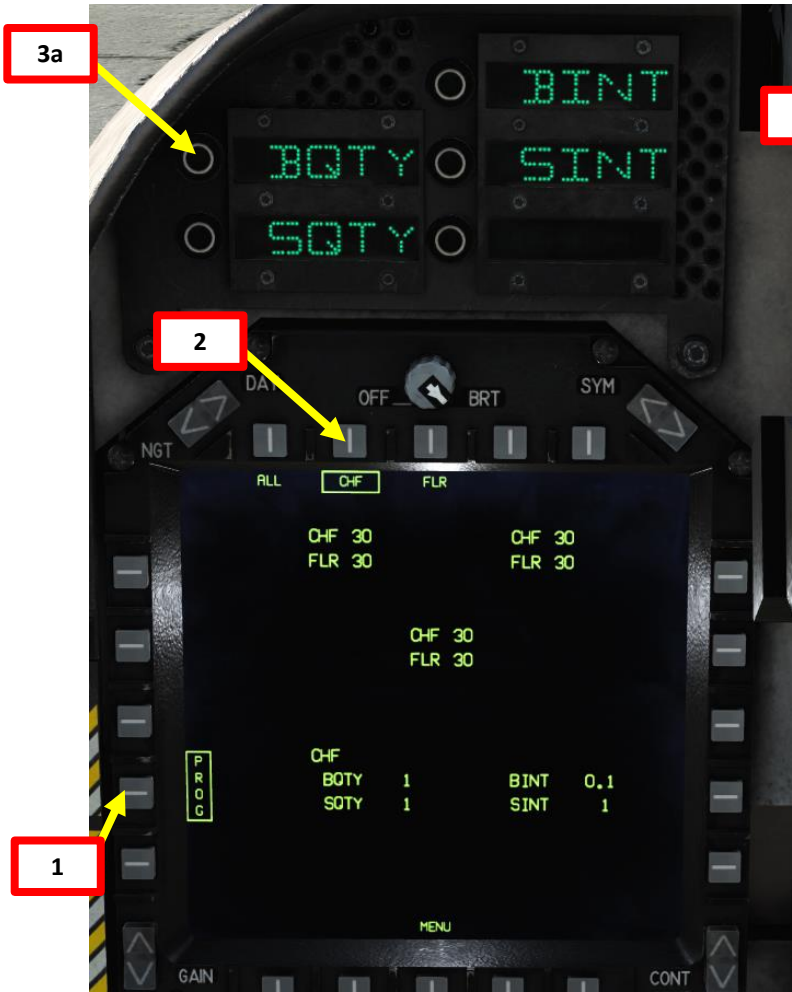 3a
BINT
BQTY
SINT
SQTY
2
DAY
OFF
BRT
SYM
NGT
ALL CHF FLR
CHF 30 CHF 30
FLR 30 FLR 30
CHF 30
FLR 30
PROG
CHF
BQTY 1 BINT 0.1
SQTY 1 SINT 1
1
MENU
GAIN
CONT